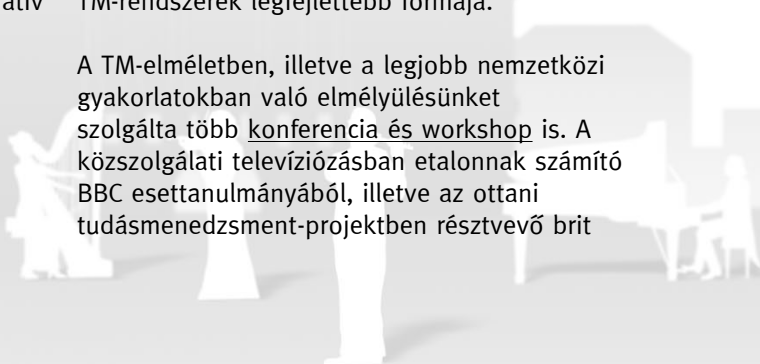 TM-rendszerek legfejlettebb formája.
A TM-elméletben, illetve a legjobb nemzetközi
gyakorlatokban való elmélyülésünket
szolgálta több konferencia és workshop is. A
közszolgálati televíziózásban etalonnak számító
BBC esettanulmányából, illetve az ottani
tudásmenedzsment-projektben résztvevő brit